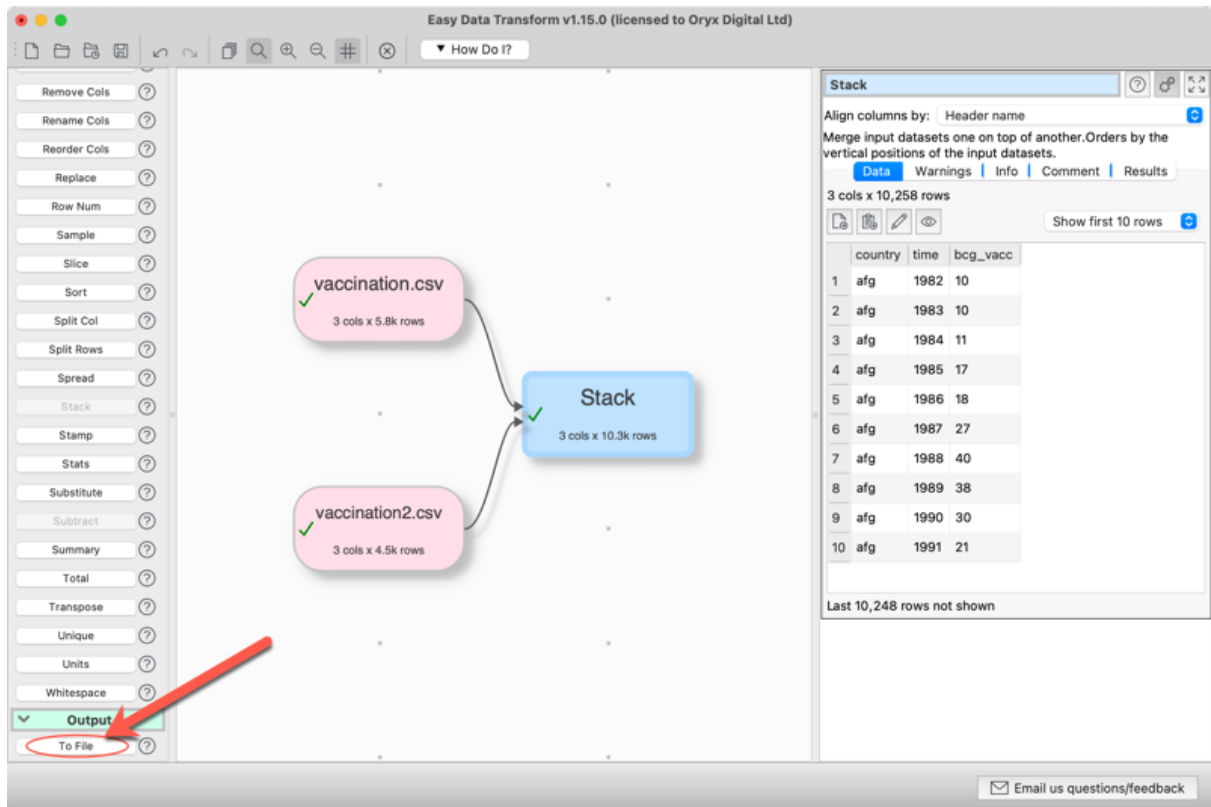 Easy Data Transform v1.15.0 (licensed to Oryx Digital Ltd)
▼ How Do I?
Remove Cols ?
Rename Cols ?
Reorder Cols ?
Replace ?
Row Num ?
Sample ?
Slice ?
Sort ?
Split Col ?
Split Rows ?
Spread ?
Stack ?
Stamp ?
Stats ?
Substitute ?
Subtract ?
Summary ?
Total ?
Transpose ?
Unique ?
Units ?
Whitespace ?
Output
To File ?
vaccination.csv
3 cols x 5.8k rows
vaccination2.csv
3 cols x 4.5k rows
Stack
3 cols x 10.3k rows
Stack ?
Align columns by: Header name
Merge input datasets one on top of another.Orders by the
vertical positions of the input datasets.
Data Warnings Info Comment Results
3 cols x 10,258 rows
Show first 10 rows
country time bcg_vacc
1 afg 1982 10
2 afg 1983 10
3 afg 1984 11
4 afg 1985 17
5 afg 1986 18
6 afg 1987 27
7 afg 1988 40
8 afg 1989 38
9 afg 1990 30
10 afg 1991 21
Last 10,248 rows not shown
Email us questions/feedback